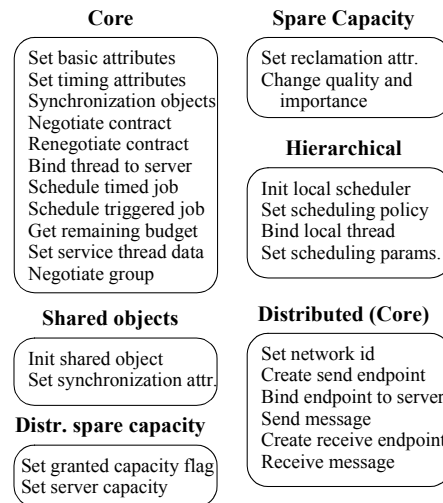 Core
Set basic attributes
Set timing attributes
Synchronization objects
Negotiate contract
Renegotiate contract
Bind thread to server
Schedule timed job
Schedule triggered job
Get remaining budget
Set service thread data
Negotiate group
Shared objects
Init shared object
Set synchronization attr.
Distr. spare capacity
Set granted capacity flag
Set server capacity
Spare Capacity
Set reclamation attr.
Change quality and
importance
Hierarchical
Init local scheduler
Set scheduling policy
Bind local thread
Set scheduling params.
Distributed (Core)
Set network id
Create send endpoint
Bind endpoint to server
Send message
Create receive endpoint
Receive message